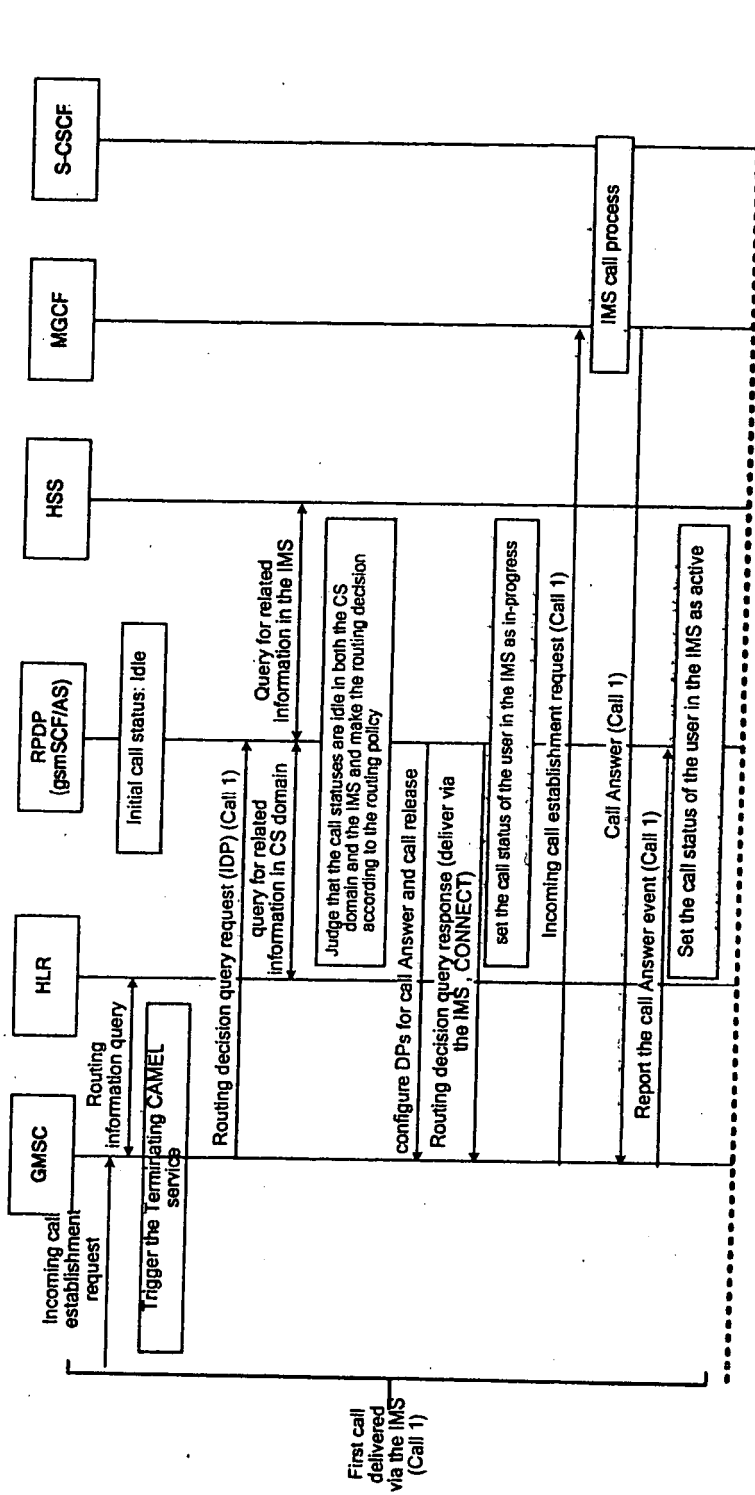 GMSC
HLR
RPDP
(gsmSCF/AS)
HSS
MGCF
S-CSCF
Incoming call
establishment
request
Routing
information query
Initial call status: Idle
Trigger the Terminating CAMEL
service
Routing decision query request (IDP) (Call 1)
query for related
information in CS domain
Query for related
information in the IMS
Judge that the call statuses are idle in both the CS
domain and the IMS and make the routing decision
according to the routing policy
configure DPs for call Answer and call release
Routing decision query response (deliver via
the IMS , CONNECT)
set the call status of the user in the IMS as in-progress
Incoming call establishment request (Call 1)
IMS call process
Call Answer (Call 1)
Report the call Answer event (Call 1)
Set the call status of the user in the IMS as active
First call
delivered
via the IMS
(Call 1)